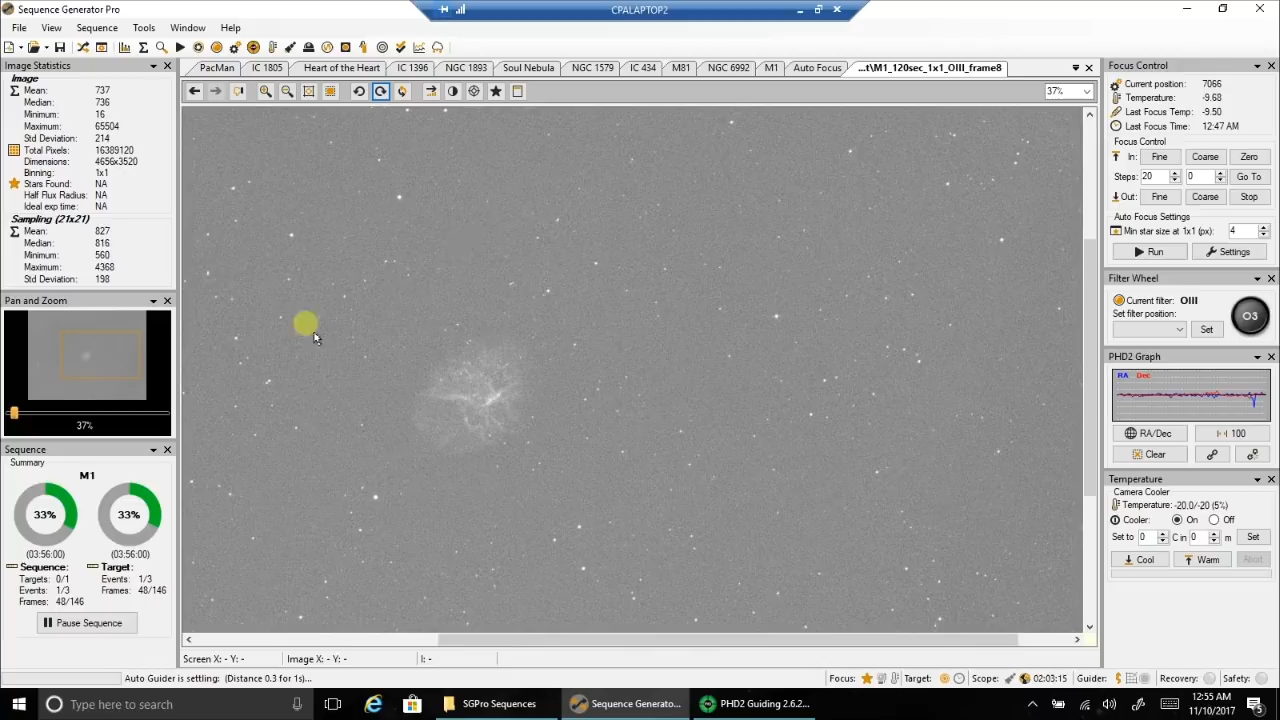 Sequence Generator Pro
CPALAPTOP2
File View Sequence Tools Window Help
Image Statistics
Image
Mean: 737
Median: 736
Minimum: 16
Maximum: 65504
Std Deviation: 214
Total Pixels: 16389120
Dimensions: 4656x3520
Binning: 1x1
Stars Found: NA
Half Flux Radius: NA
Ideal exp time: NA
Sampling (21x21)
Mean: 827
Median: 816
Minimum: 560
Maximum: 4368
Std Deviation: 198
Pan and Zoom
37%
Sequence
Summary
M1
33% 33%
(03:56:00) (03:56:00)
Sequence: Target:
Targets: 0/1 Events: 1/3
Events: 1/3 Frames: 48/146
Frames: 48/146
Pause Sequence
PacMan IC 1805 Heart of the Heart IC 1396 NGC 1893 Soul Nebula NGC 1579 IC 434 M81 NGC 6992 M1 Auto Focus ...t\M1_120sec_1x1_OIII_frame8
37%
Screen X: - Y: - Image X: - Y: - I: -
Focus Control
Current position: 7066
Temperature: -9.68
Last Focus Temp: -9.50
Last Focus Time: 12:47 AM
Focus Control
In: Fine Coarse Zero
Steps: 20 0 Go To
Out: Fine Coarse Stop
Auto Focus Settings
Min star size at 1x1 (px): 4
Run Settings
Filter Wheel
Current filter: OIII
Set filter position:
Set
O3
PHD2 Graph
RA Dec
RA/Dec 100
Clear
Temperature
Camera Cooler
Temperature: -20.0/-20 (5%)
Cooler: On Off
Set to 0 C in 0 m Set
Cool Warm Abort
Auto Guider is settling: (Distance 0.3 for 1s)...
Focus: Target: Scope: 02:03:15 Guider: Recovery: Safety:
Type here to search
SGPro Sequences
Sequence Generato...
PHD2 Guiding 2.6.2...
12:55 AM
11/10/2017
3